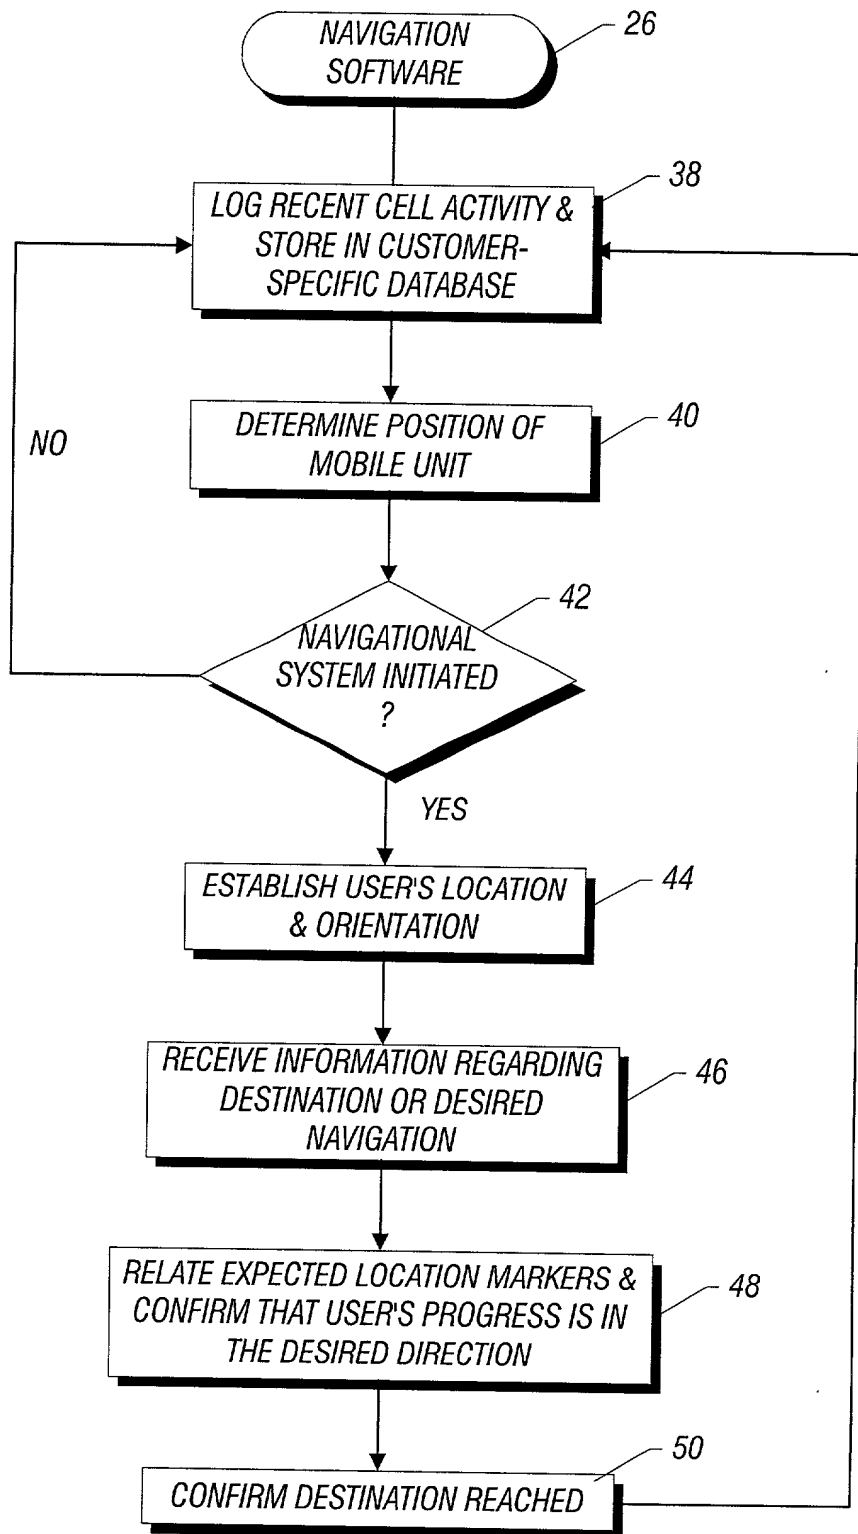 NAVIGATION
SOFTWARE
26
LOG RECENT CELL ACTIVITY &
STORE IN CUSTOMER-
SPECIFIC DATABASE
38
DETERMINE POSITION OF
MOBILE UNIT
40
NO
NAVIGATIONAL
SYSTEM INITIATED
?
42
YES
ESTABLISH USER'S LOCATION
& ORIENTATION
44
RECEIVE INFORMATION REGARDING
DESTINATION OR DESIRED
NAVIGATION
46
RELATE EXPECTED LOCATION MARKERS &
CONFIRM THAT USER'S PROGRESS IS IN
THE DESIRED DIRECTION
48
CONFIRM DESTINATION REACHED
50